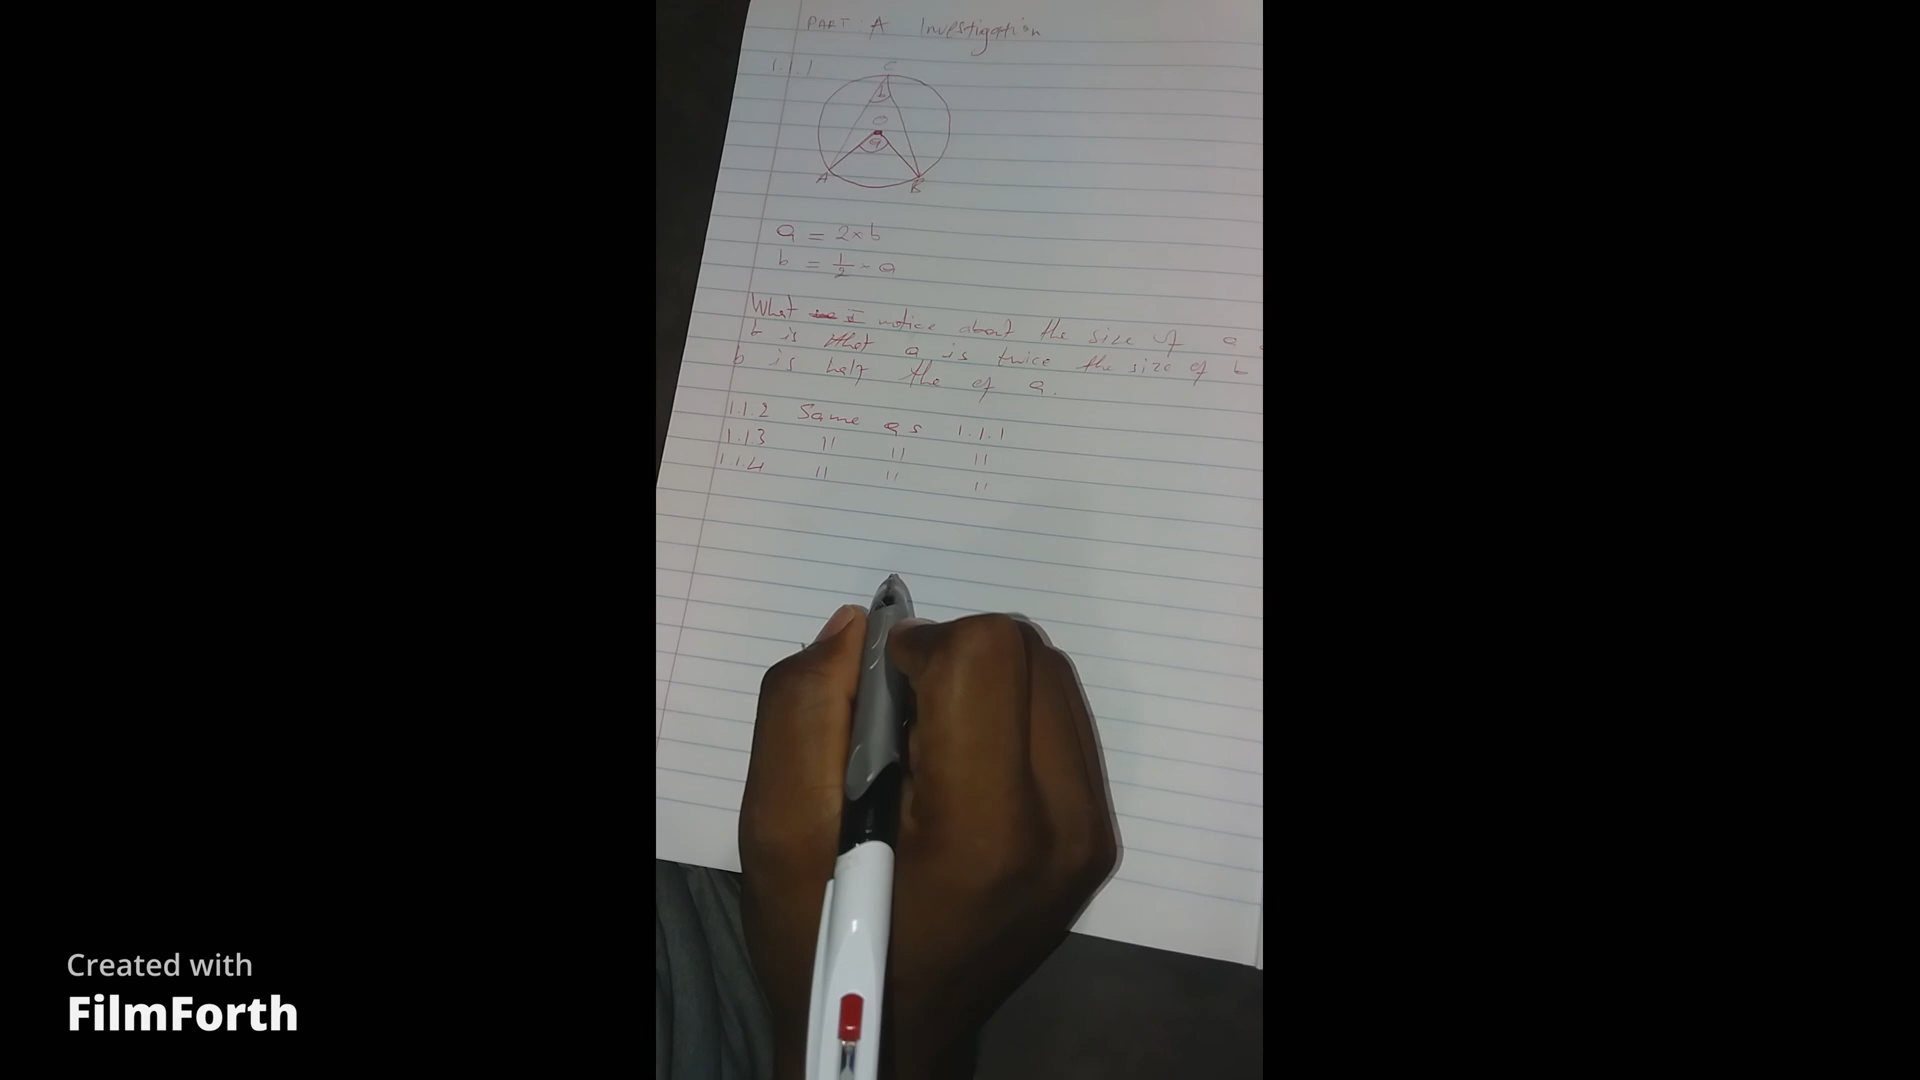 PART : A Investigation
1.1.1
C
b
O
a
A
B
a = 2 × b
b = 1/2 - a
What I notice about the size of a
b is that a is twice the size of b
b is half the of a.
1.1.2 Same as 1.1.1
1.1.3 " " "
1.1.4 " " "
Created with
FilmForth